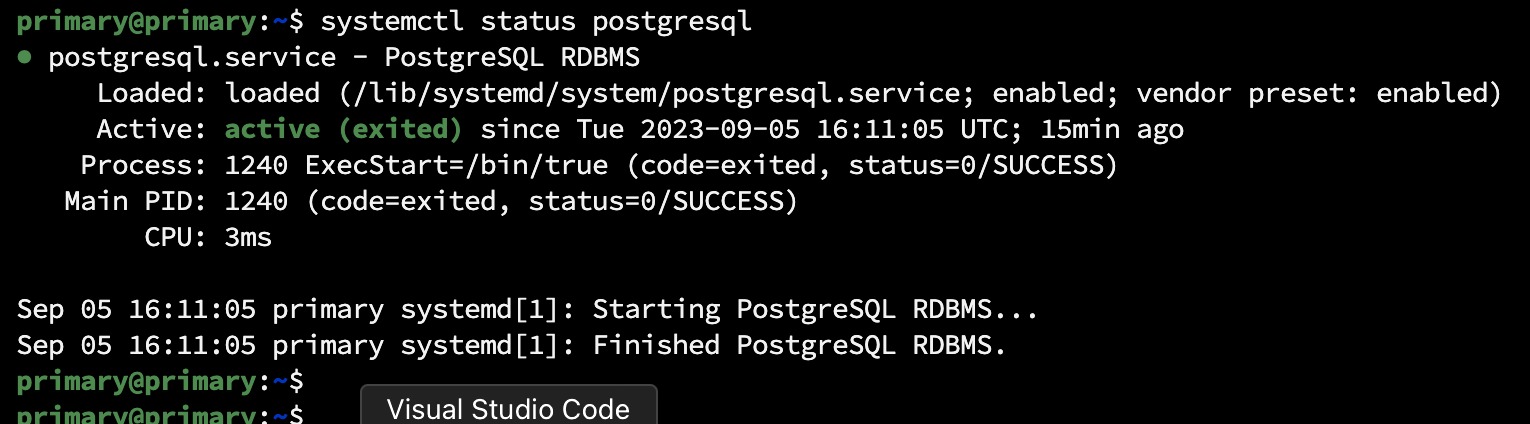 primary@primary:~$ systemctl status postgresql
● postgresql.service - PostgreSQL RDBMS
Loaded: loaded (/lib/systemd/system/postgresql.service; enabled; vendor preset: enabled)
Active: active (exited) since Tue 2023-09-05 16:11:05 UTC; 15min ago
Process: 1240 ExecStart=/bin/true (code=exited, status=0/SUCCESS)
Main PID: 1240 (code=exited, status=0/SUCCESS)
CPU: 3ms
Sep 05 16:11:05 primary systemd[1]: Starting PostgreSQL RDBMS...
Sep 05 16:11:05 primary systemd[1]: Finished PostgreSQL RDBMS.
primary@primary:~$
primary@primary:~$
Visual Studio Code